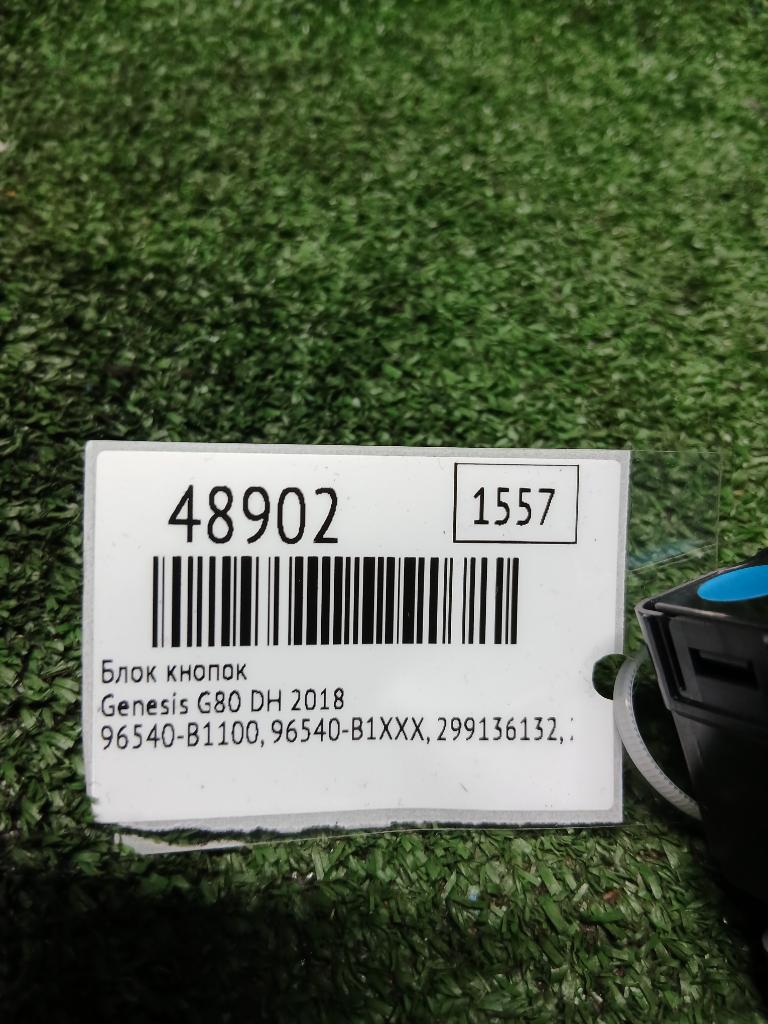 48902
1557
Блок кнопок
Genesis G80 DH 2018
96540-B1100, 96540-B1XXX, 299136132,